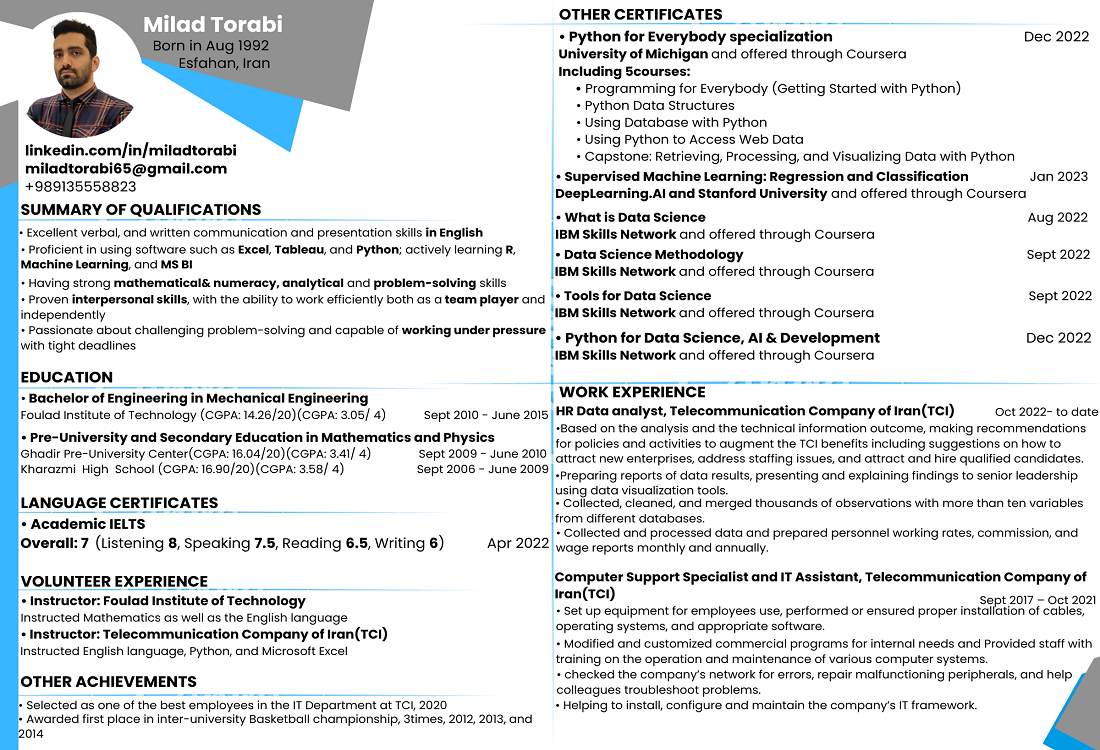 Milad Torabi
Born in Aug 1992
Esfahan, Iran
linkedin.com/in/miladtorabi
miladtorabi65@gmail.com
+989135558823
SUMMARY OF QUALIFICATIONS
• Excellent verbal, and written communication and presentation skills in English
• Proficient in using software such as Excel, Tableau, and Python; actively learning R,
Machine Learning, and MS BI
• Having strong mathematical& numeracy, analytical and problem-solving skills
• Proven interpersonal skills, with the ability to work efficiently both as a team player and
independently
• Passionate about challenging problem-solving and capable of working under pressure
with tight deadlines
EDUCATION
• Bachelor of Engineering in Mechanical Engineering
Foulad Institute of Technology (CGPA: 14.26/20)(CGPA: 3.05/ 4) Sept 2010 - June 2015
• Pre-University and Secondary Education in Mathematics and Physics
Ghadir Pre-University Center(CGPA: 16.04/20)(CGPA: 3.41/ 4) Sept 2009 - June 2010
Kharazmi High School (CGPA: 16.90/20)(CGPA: 3.58/ 4) Sept 2006 - June 2009
LANGUAGE CERTIFICATES
• Academic IELTS
Overall: 7 (Listening 8, Speaking 7.5, Reading 6.5, Writing 6) Apr 2022
VOLUNTEER EXPERIENCE
• Instructor: Foulad Institute of Technology
Instructed Mathematics as well as the English language
• Instructor: Telecommunication Company of Iran(TCI)
Instructed English language, Python, and Microsoft Excel
OTHER ACHIEVEMENTS
• Selected as one of the best employees in the IT Department at TCI, 2020
• Awarded first place in inter-university Basketball championship, 3times, 2012, 2013, and
2014
OTHER CERTIFICATES
• Python for Everybody specialization Dec 2022
University of Michigan and offered through Coursera
Including 5courses:
• Programming for Everybody (Getting Started with Python)
• Python Data Structures
• Using Database with Python
• Using Python to Access Web Data
• Capstone: Retrieving, Processing, and Visualizing Data with Python
• Supervised Machine Learning: Regression and Classification Jan 2023
DeepLearning.AI and Stanford University and offered through Coursera
• What is Data Science Aug 2022
IBM Skills Network and offered through Coursera
• Data Science Methodology Sept 2022
IBM Skills Network and offered through Coursera
• Tools for Data Science Sept 2022
IBM Skills Network and offered through Coursera
• Python for Data Science, AI & Development Dec 2022
IBM Skills Network and offered through Coursera
WORK EXPERIENCE
HR Data analyst, Telecommunication Company of Iran(TCI) Oct 2022- to date
•Based on the analysis and the technical information outcome, making recommendations
for policies and activities to augment the TCI benefits including suggestions on how to
attract new enterprises, address staffing issues, and attract and hire qualified candidates.
•Preparing reports of data results, presenting and explaining findings to senior leadership
using data visualization tools.
• Collected, cleaned, and merged thousands of observations with more than ten variables
from different databases.
• Collected and processed data and prepared personnel working rates, commission, and
wage reports monthly and annually.
Computer Support Specialist and IT Assistant, Telecommunication Company of
Iran(TCI) Sept 2017 – Oct 2021
• Set up equipment for employees use, performed or ensured proper installation of cables,
operating systems, and appropriate software.
• Modified and customized commercial programs for internal needs and Provided staff with
training on the operation and maintenance of various computer systems.
• checked the company's network for errors, repair malfunctioning peripherals, and help
colleagues troubleshoot problems.
• Helping to install, configure and maintain the company's IT framework.